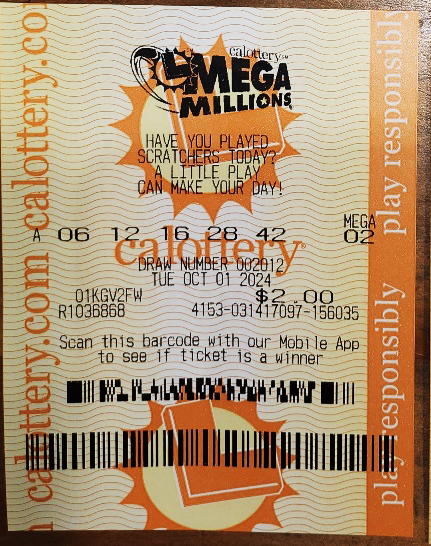 calottery.com calottery.co
play responsibly play responsibly
calottery
MEGA
MILLIONS
HAVE YOU PLAYED
SCRATCHERS TODAY?
A LITTLE PLAY
CAN MAKE YOUR DAY!
MEGA
A 06 12 16 28 42 02
calottery
DRAW NUMBER 002012
TUE OCT 01 2024
01KGV2FW $2.00
R1036868 4153-031417097-156035
Scan this barcode with our Mobile App
to see if ticket is a winner